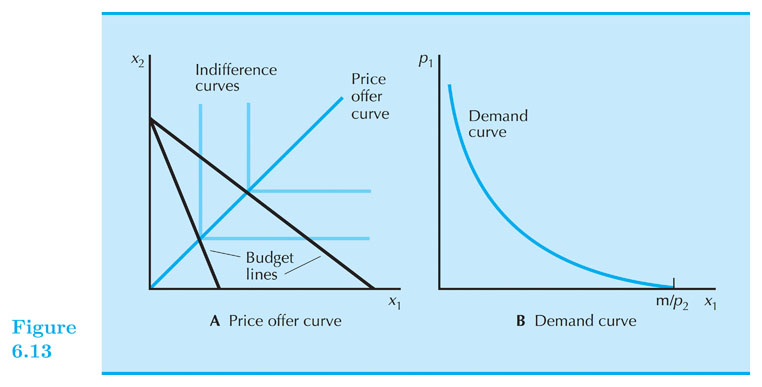 x2
Indifference
curves
Price
offer
curve
Budget
lines
x1
A Price offer curve
p1
Demand
curve
m/p2 x1
B Demand curve
Figure
6.13